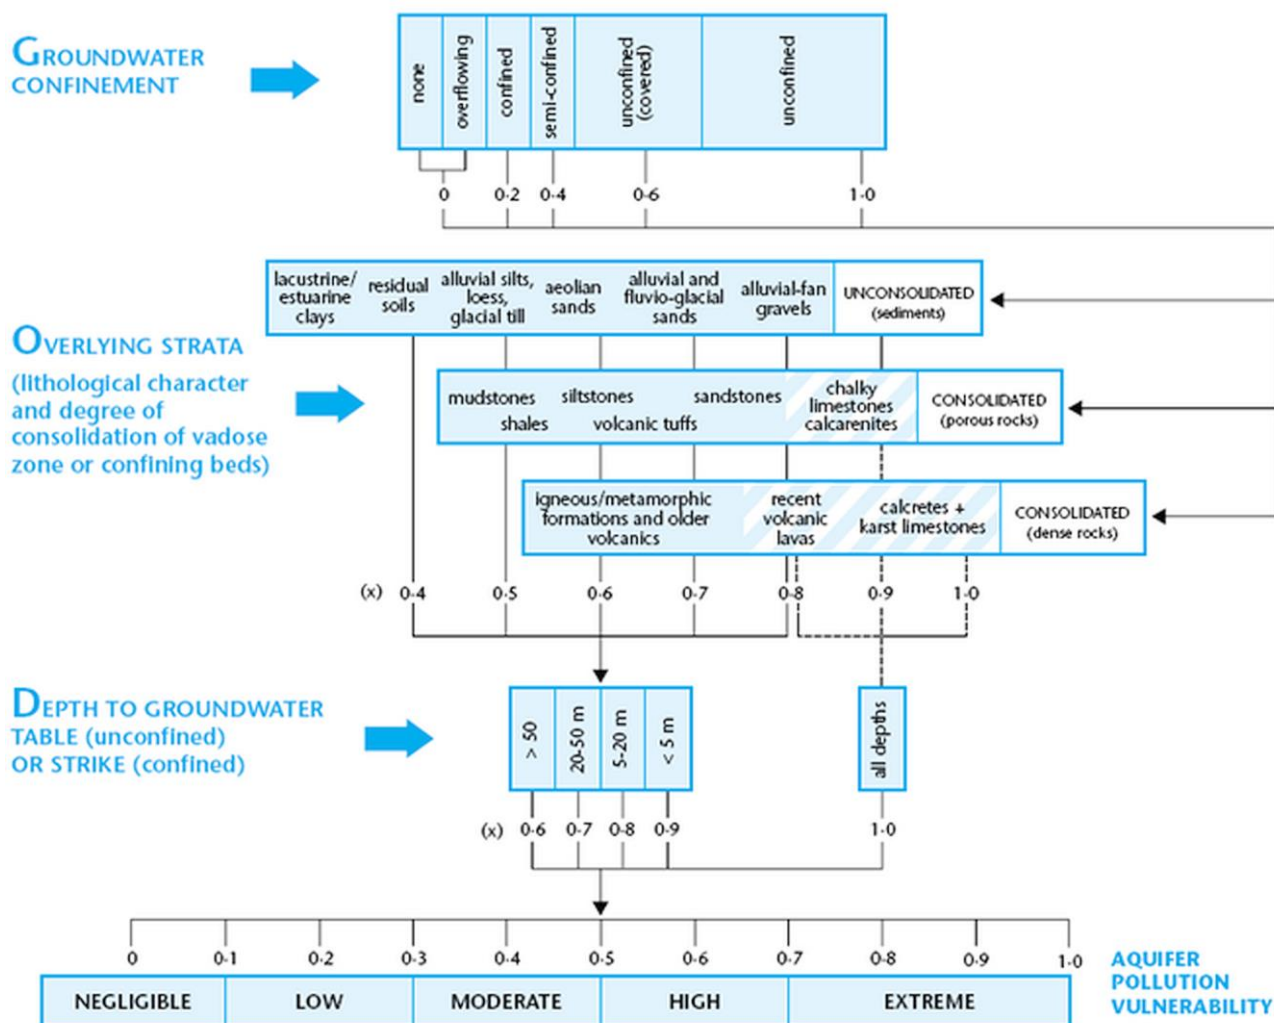 GROUNDWATER
CONFINEMENT
none
overflowing
confined
semi-confined
unconfined
(covered)
unconfined
0
0·2
0·4
0·6
1·0
OVERLYING STRATA
(lithological character
and degree of
consolidation of vadose
zone or confining beds)
lacustrine/
estuarine
clays
residual
soils
alluvial silts,
loess,
glacial till
aeolian
sands
alluvial and
fluvio-glacial
sands
alluvial-fan
gravels
UNCONSOLIDATED
(sediments)
mudstones
shales
siltstones
volcanic tuffs
sandstones
chalky
limestones
calcarenites
CONSOLIDATED
(porous rocks)
igneous/metamorphic
formations and older
volcanics
recent
volcanic
lavas
calcretes +
karst limestones
CONSOLIDATED
(dense rocks)
(x)
0·4
0·5
0·6
0·7
0·8
0·9
1·0
DEPTH TO GROUNDWATER
TABLE (unconfined)
OR STRIKE (confined)
> 50
20-50 m
5-20 m
< 5 m
all depths
(x)
0·6
0·7
0·8
0·9
1·0
0
0·1
0·2
0·3
0·4
0·5
0·6
0·7
0·8
0·9
1·0
NEGLIGIBLE
LOW
MODERATE
HIGH
EXTREME
AQUIFER
POLLUTION
VULNERABILITY